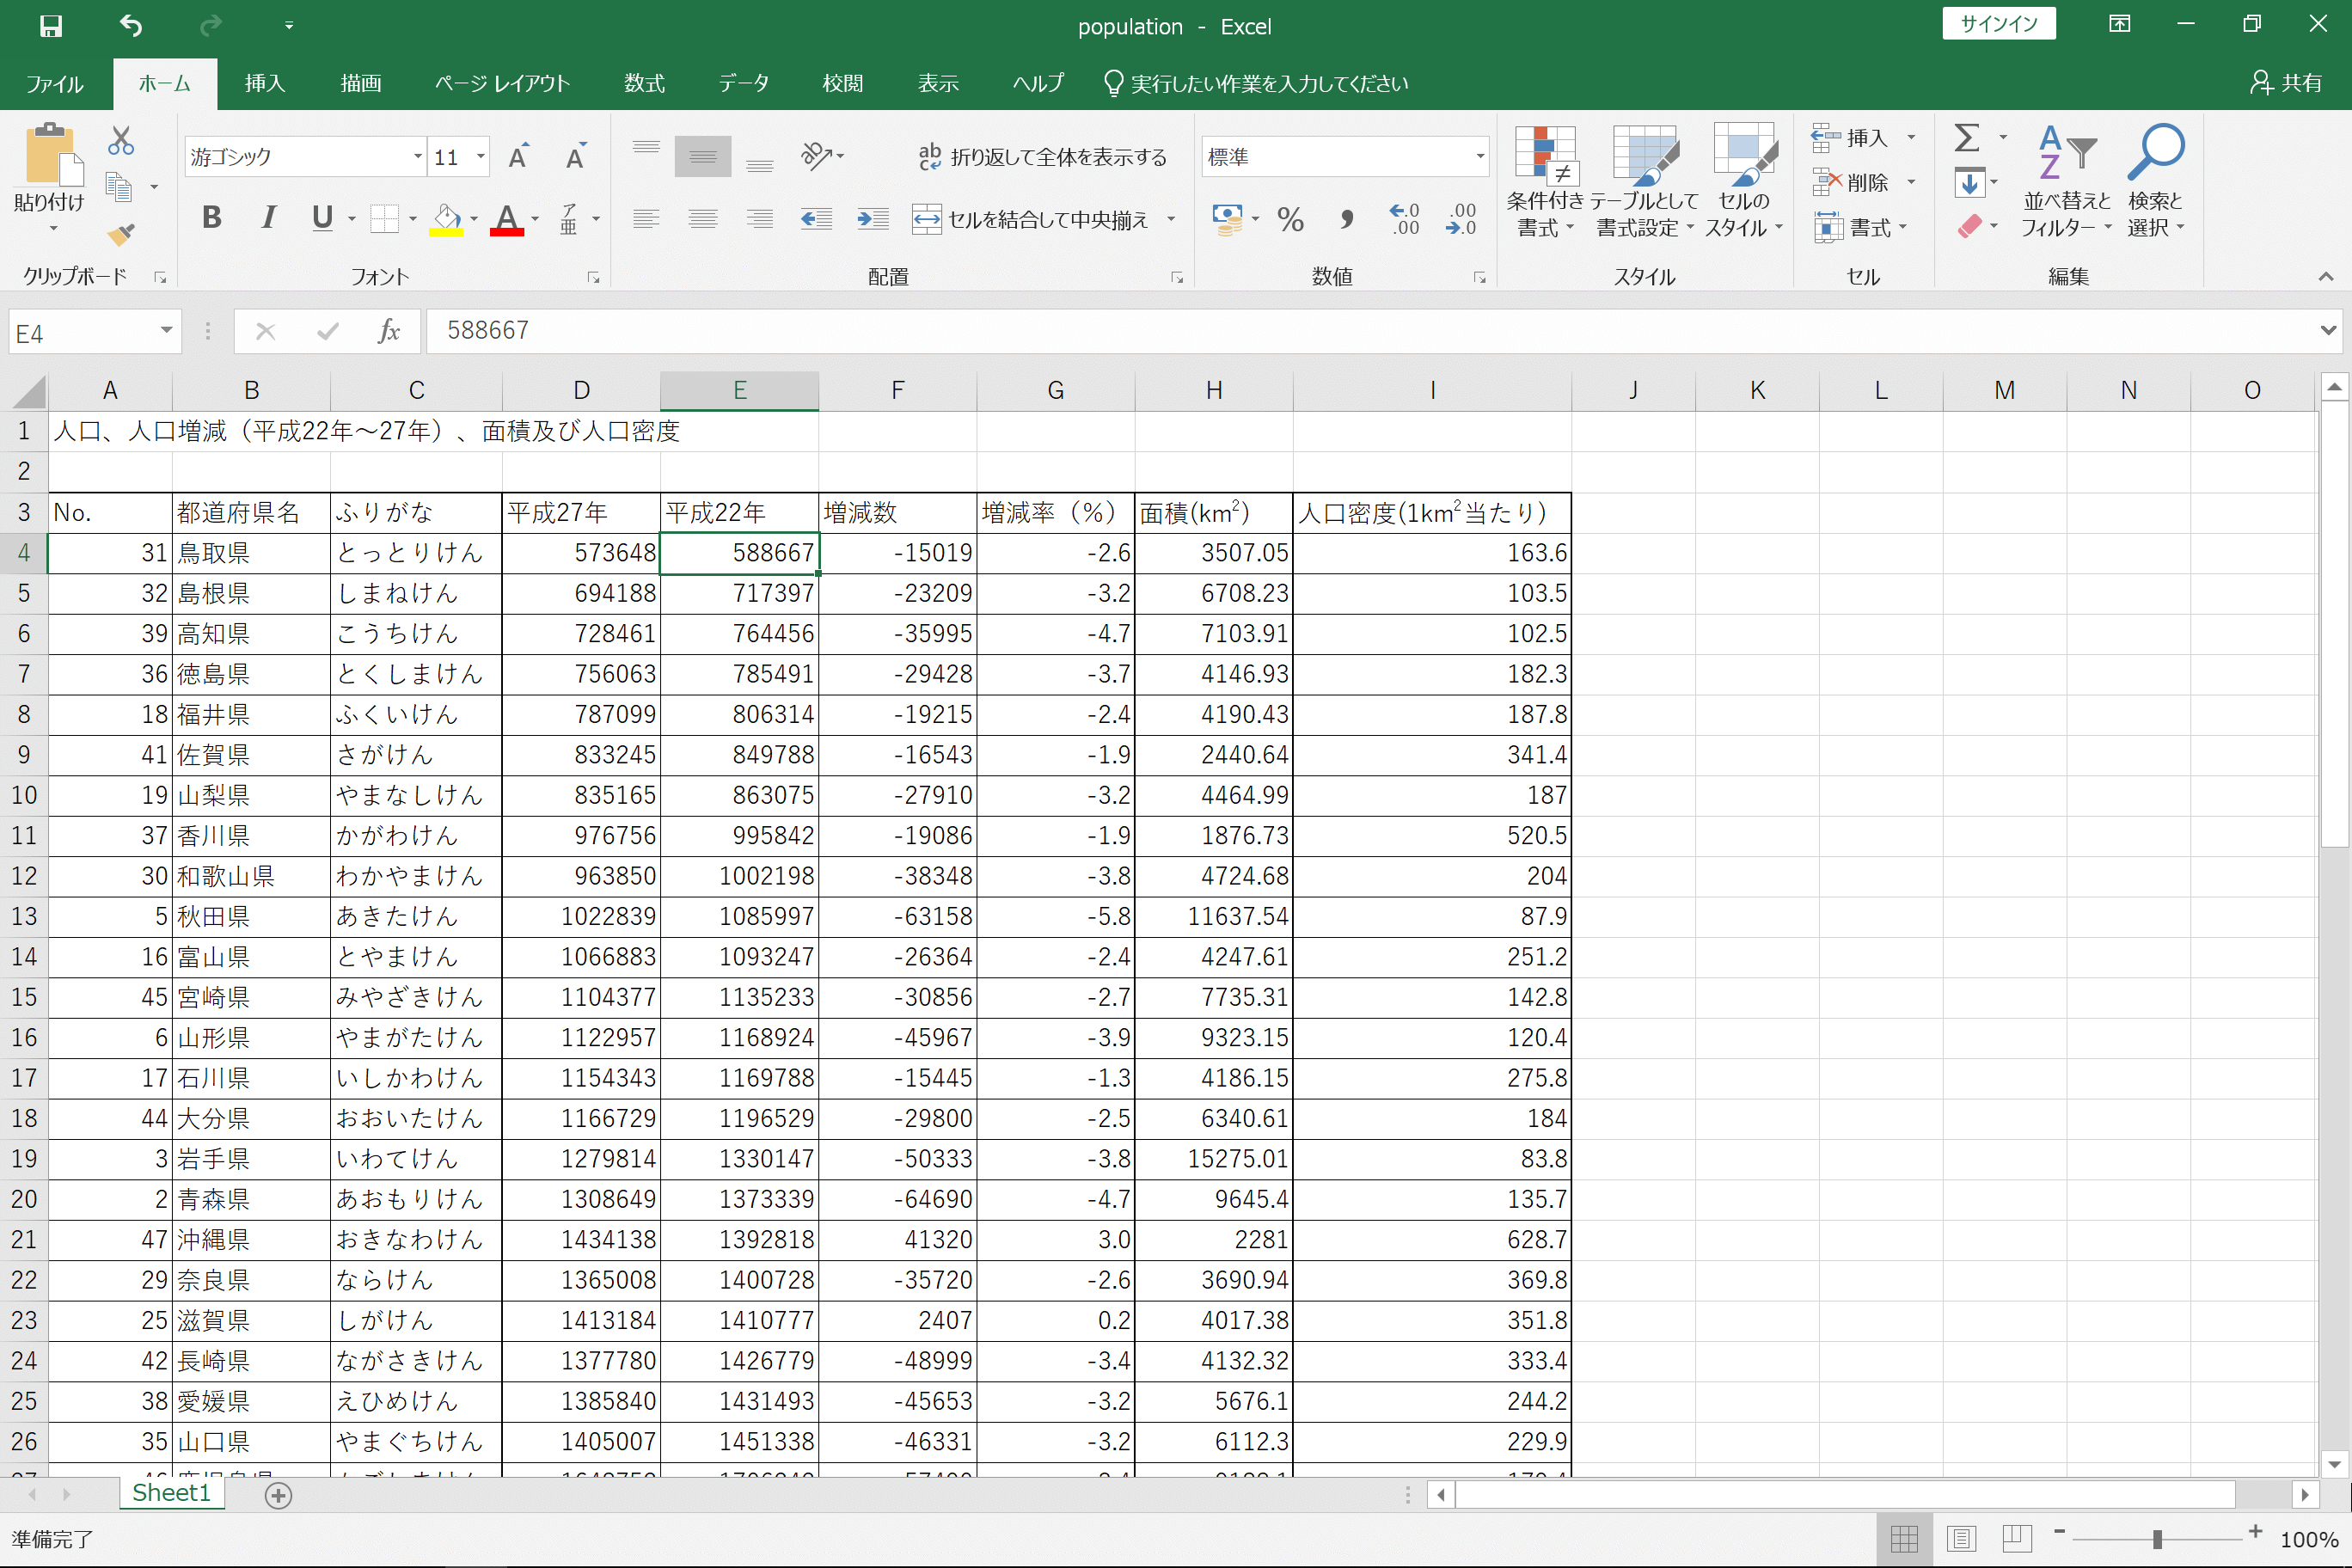 population - Excel
サインイン
ファイル ホーム 挿入 描画 ページ レイアウト 数式 データ 校閲 表示 ヘルプ 実行したい作業を入力してください 共有
貼り付け
クリップボード
游ゴシック 11
B I U A ア亜
フォント
折り返して全体を表示する
セルを結合して中央揃え
配置
標準
% , .0 .00 .00 .0
数値
条件付き書式 テーブルとして書式設定 セルのスタイル
スタイル
挿入
削除
書式
セル
並べ替えとフィルター 検索と選択
編集
E4 fx 588667
A B C D E F G H I J K L M N O
1 人口、人口増減（平成22年～27年）、面積及び人口密度
2
3 No. 都道府県名 ふりがな 平成27年 平成22年 増減数 増減率（%） 面積(km²) 人口密度(1km²当たり)
4 31 鳥取県 とっとりけん 573648 588667 -15019 -2.6 3507.05 163.6
5 32 島根県 しまねけん 694188 717397 -23209 -3.2 6708.23 103.5
6 39 高知県 こうちけん 728461 764456 -35995 -4.7 7103.91 102.5
7 36 徳島県 とくしまけん 756063 785491 -29428 -3.7 4146.93 182.3
8 18 福井県 ふくいけん 787099 806314 -19215 -2.4 4190.43 187.8
9 41 佐賀県 さがけん 833245 849788 -16543 -1.9 2440.64 341.4
10 19 山梨県 やまなしけん 835165 863075 -27910 -3.2 4464.99 187
11 37 香川県 かがわけん 976756 995842 -19086 -1.9 1876.73 520.5
12 30 和歌山県 わかやまけん 963850 1002198 -38348 -3.8 4724.68 204
13 5 秋田県 あきたけん 1022839 1085997 -63158 -5.8 11637.54 87.9
14 16 富山県 とやまけん 1066883 1093247 -26364 -2.4 4247.61 251.2
15 45 宮崎県 みやざきけん 1104377 1135233 -30856 -2.7 7735.31 142.8
16 6 山形県 やまがたけん 1122957 1168924 -45967 -3.9 9323.15 120.4
17 17 石川県 いしかわけん 1154343 1169788 -15445 -1.3 4186.15 275.8
18 44 大分県 おおいたけん 1166729 1196529 -29800 -2.5 6340.61 184
19 3 岩手県 いわてけん 1279814 1330147 -50333 -3.8 15275.01 83.8
20 2 青森県 あおもりけん 1308649 1373339 -64690 -4.7 9645.4 135.7
21 47 沖縄県 おきなわけん 1434138 1392818 41320 3.0 2281 628.7
22 29 奈良県 ならけん 1365008 1400728 -35720 -2.6 3690.94 369.8
23 25 滋賀県 しがけん 1413184 1410777 2407 0.2 4017.38 351.8
24 42 長崎県 ながさきけん 1377780 1426779 -48999 -3.4 4132.32 333.4
25 38 愛媛県 えひめけん 1385840 1431493 -45653 -3.2 5676.1 244.2
26 35 山口県 やまぐちけん 1405007 1451338 -46331 -3.2 6112.3 229.9
Sheet1
準備完了 100%